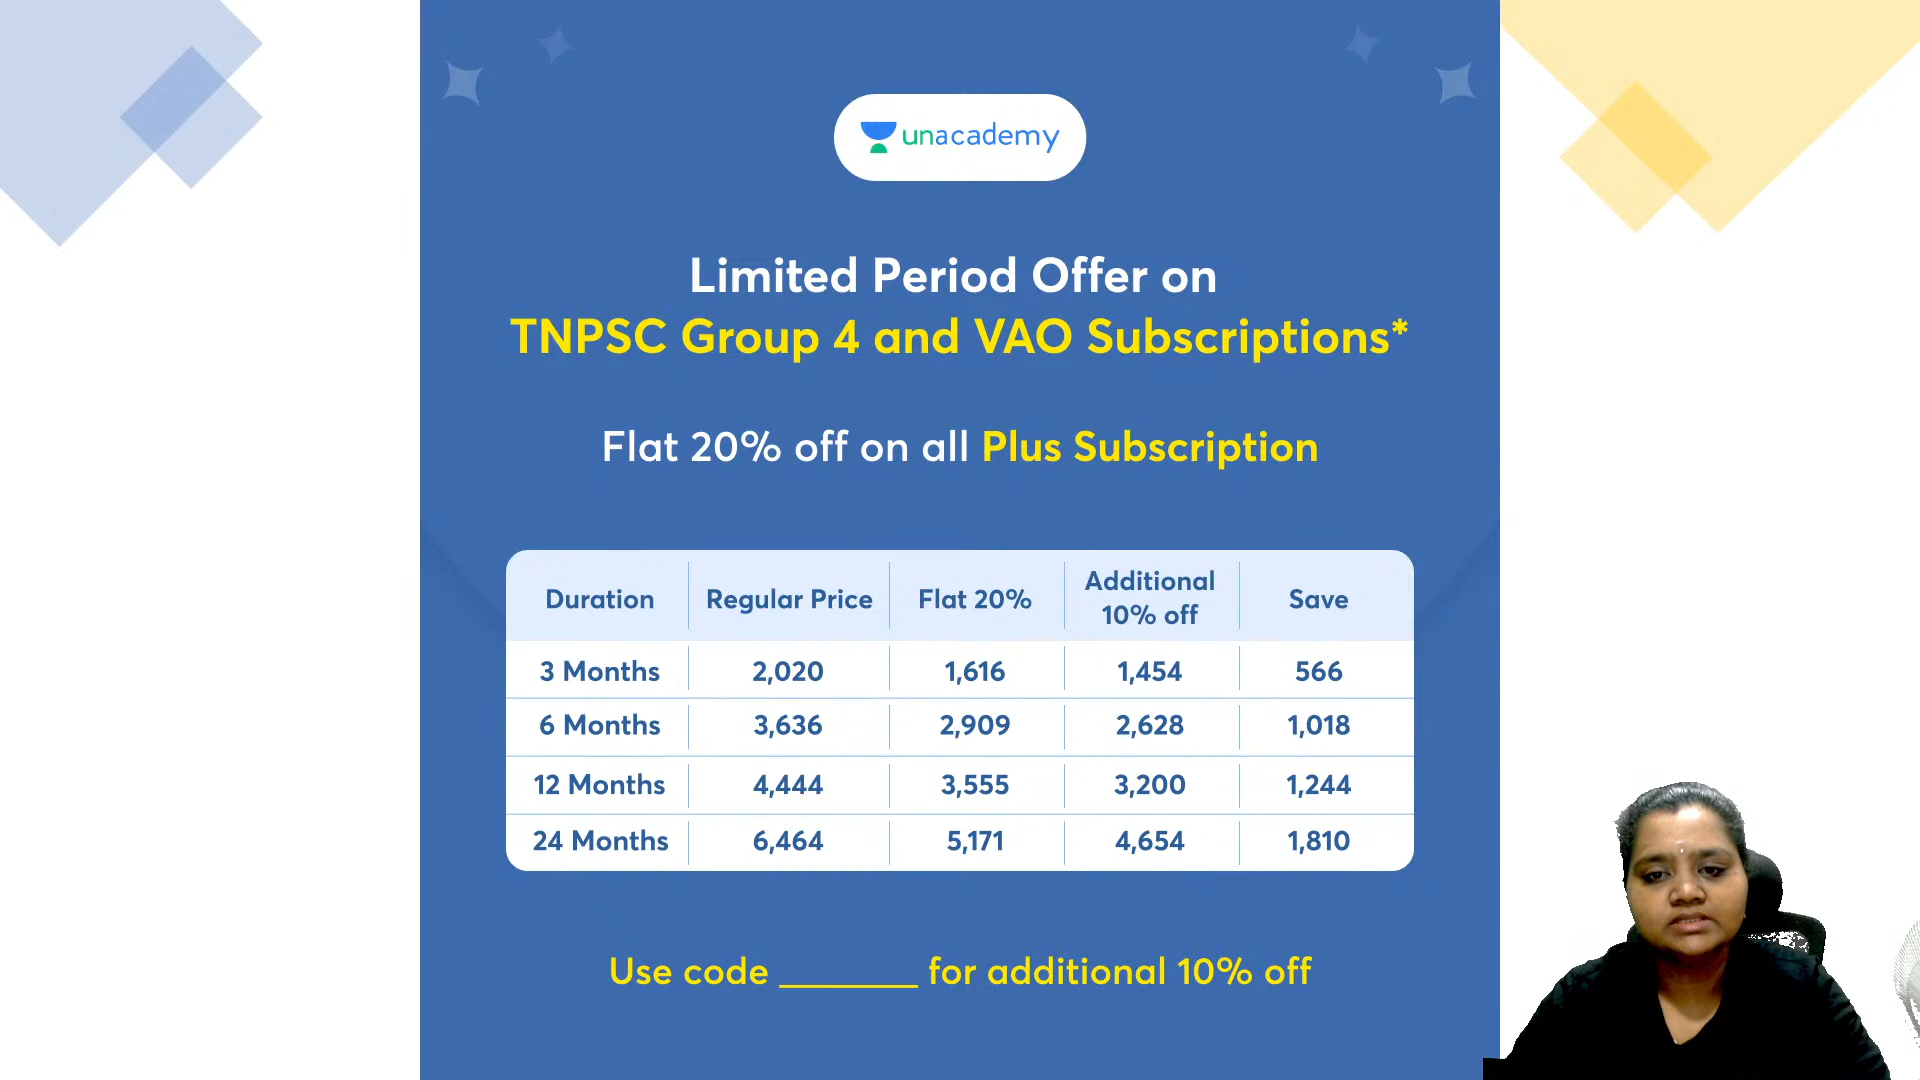 unacademy
Limited Period Offer on
TNPSC Group 4 and VAO Subscriptions*
Flat 20% off on all Plus Subscription
Duration Regular Price Flat 20% Additional 10% off Save
3 Months 2,020 1,616 1,454 566
6 Months 3,636 2,909 2,628 1,018
12 Months 4,444 3,555 3,200 1,244
24 Months 6,464 5,171 4,654 1,810
Use code ________ for additional 10% off